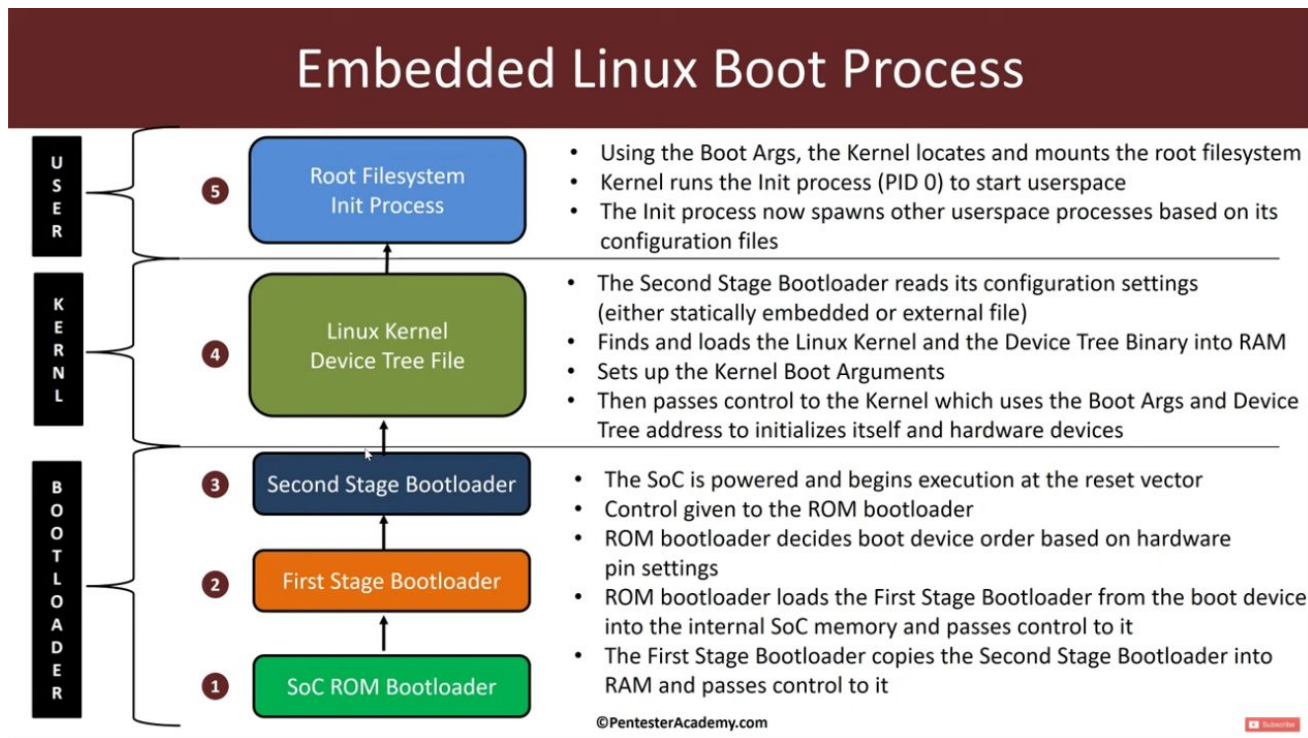 Embedded Linux Boot Process
USER
5
Root Filesystem
Init Process
• Using the Boot Args, the Kernel locates and mounts the root filesystem
• Kernel runs the Init process (PID 0) to start userspace
• The Init process now spawns other userspace processes based on its
configuration files
KERNL
4
Linux Kernel
Device Tree File
• The Second Stage Bootloader reads its configuration settings
(either statically embedded or external file)
• Finds and loads the Linux Kernel and the Device Tree Binary into RAM
• Sets up the Kernel Boot Arguments
• Then passes control to the Kernel which uses the Boot Args and Device
Tree address to initializes itself and hardware devices
BOOTLOADER
3
Second Stage Bootloader
2
First Stage Bootloader
1
SoC ROM Bootloader
• The SoC is powered and begins execution at the reset vector
• Control given to the ROM bootloader
• ROM bootloader decides boot device order based on hardware
pin settings
• ROM bootloader loads the First Stage Bootloader from the boot device
into the internal SoC memory and passes control to it
• The First Stage Bootloader copies the Second Stage Bootloader into
RAM and passes control to it
©PentesterAcademy.com
Subscribe